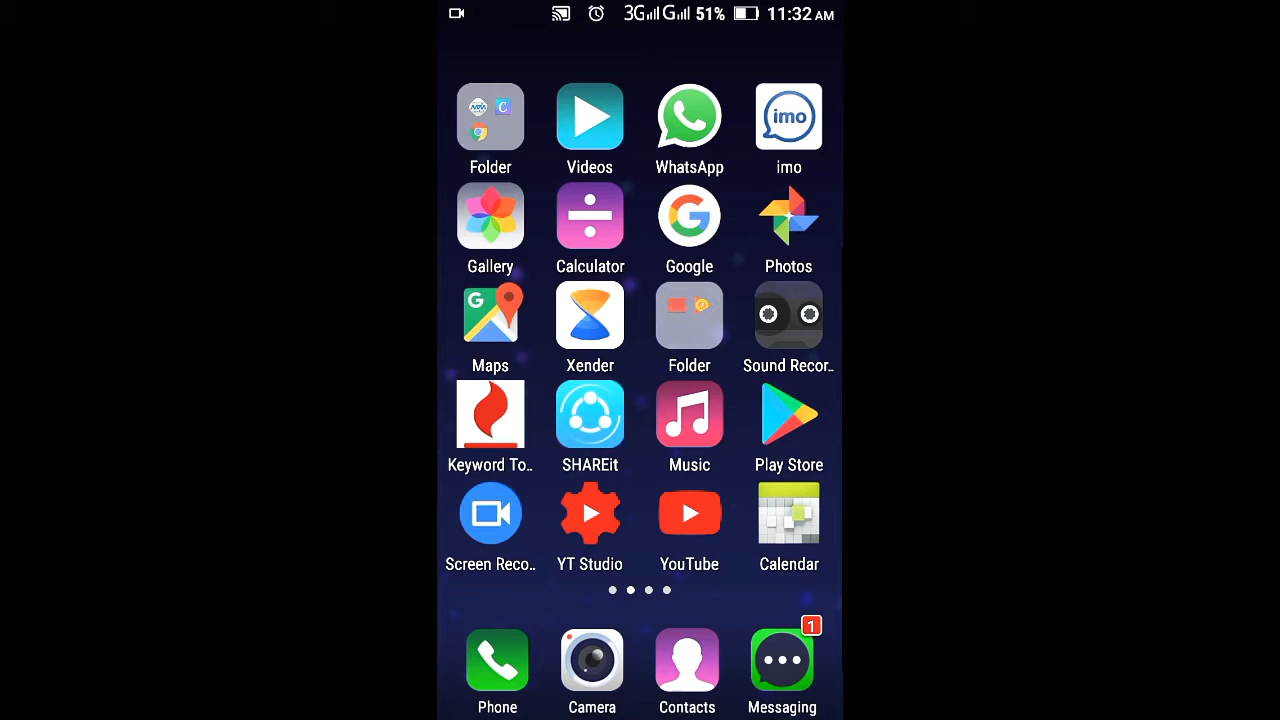 3G G 51% 11:32 AM
C
imo
Folder Videos WhatsApp imo
G
Gallery Calculator Google Photos
G
Maps Xender Folder Sound Recor..
Keyword To.. SHAREit Music Play Store
Screen Reco.. YT Studio YouTube Calendar
1
Phone Camera Contacts Messaging